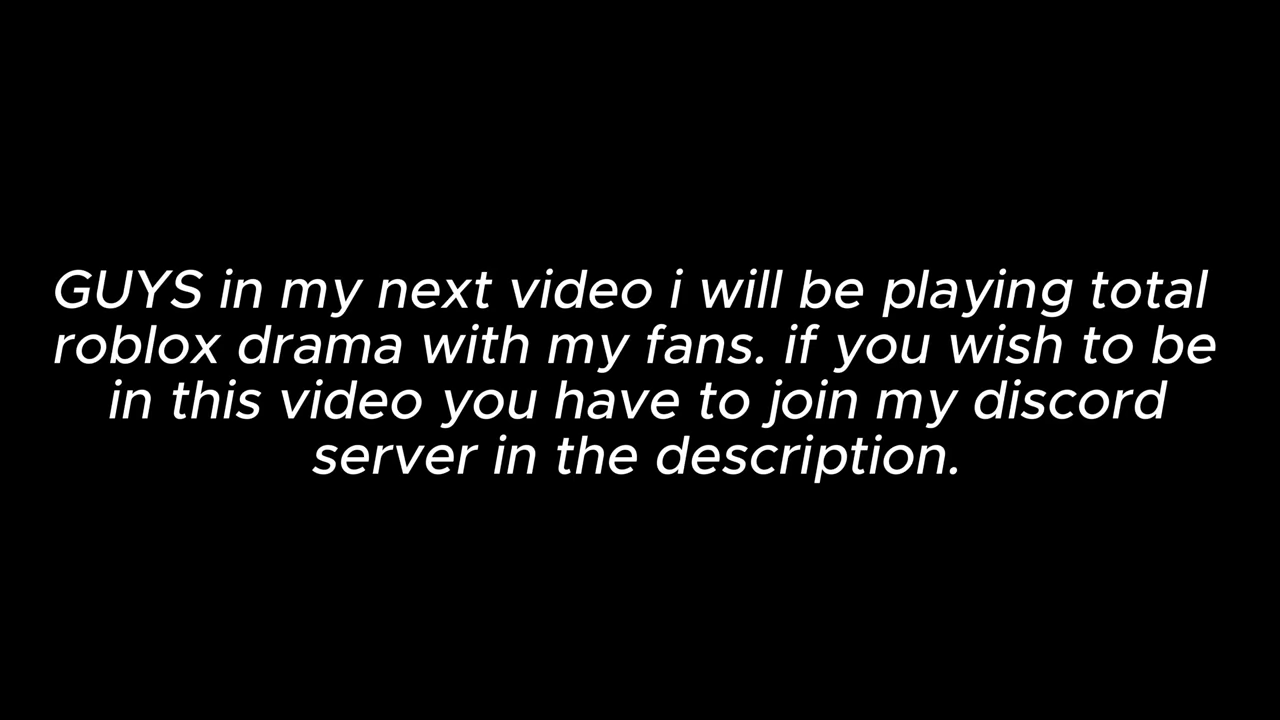 GUYS in my next video i will be playing total
roblox drama with my fans. if you wish to be
in this video you have to join my discord
server in the description.